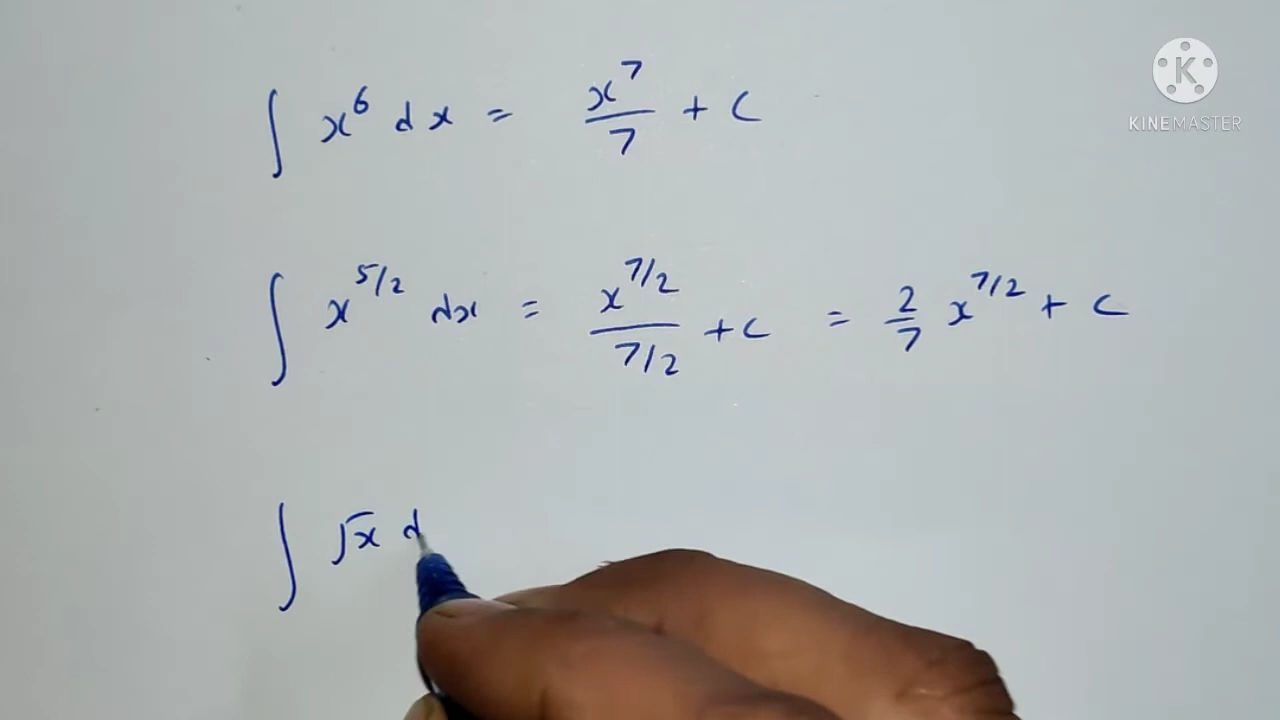 ∫ x^6 dx = x^7/7 + C
K
KINEMASTER
∫ x^{5/2} dx = x^{7/2}/(7/2) + C = 2/7 x^{7/2} + C
∫ √x d